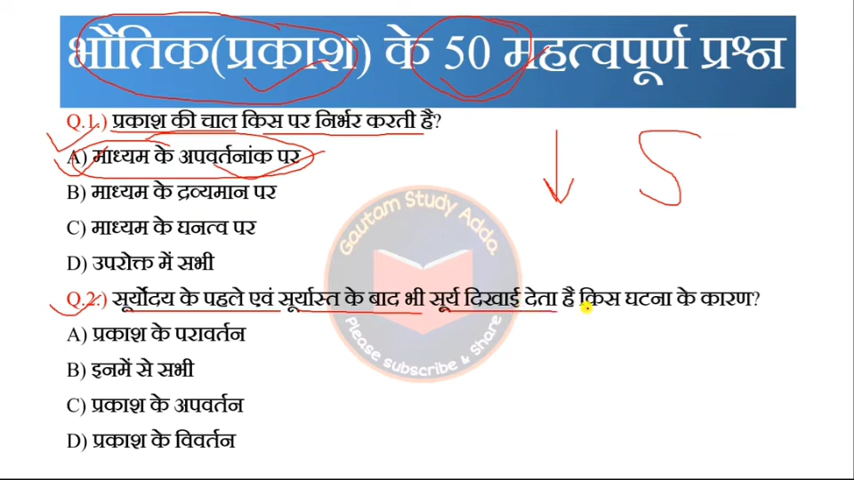 भौतिक(प्रकाश) के 50 महत्वपूर्ण प्रश्न
Q.1.) प्रकाश की चाल किस पर निर्भर करती है?
A) माध्यम के अपवर्तनांक पर
B) माध्यम के द्रव्यमान पर
C) माध्यम के घनत्व पर
D) उपरोक्त में सभी
Q.2.) सूर्योदय के पहले एवं सूर्यास्त के बाद भी सूर्य दिखाई देता है किस घटना के कारण?
A) प्रकाश के परावर्तन
B) इनमें से सभी
C) प्रकाश के अपवर्तन
D) प्रकाश के विवर्तन
Gautam Study Adda
Please subscribe & Share